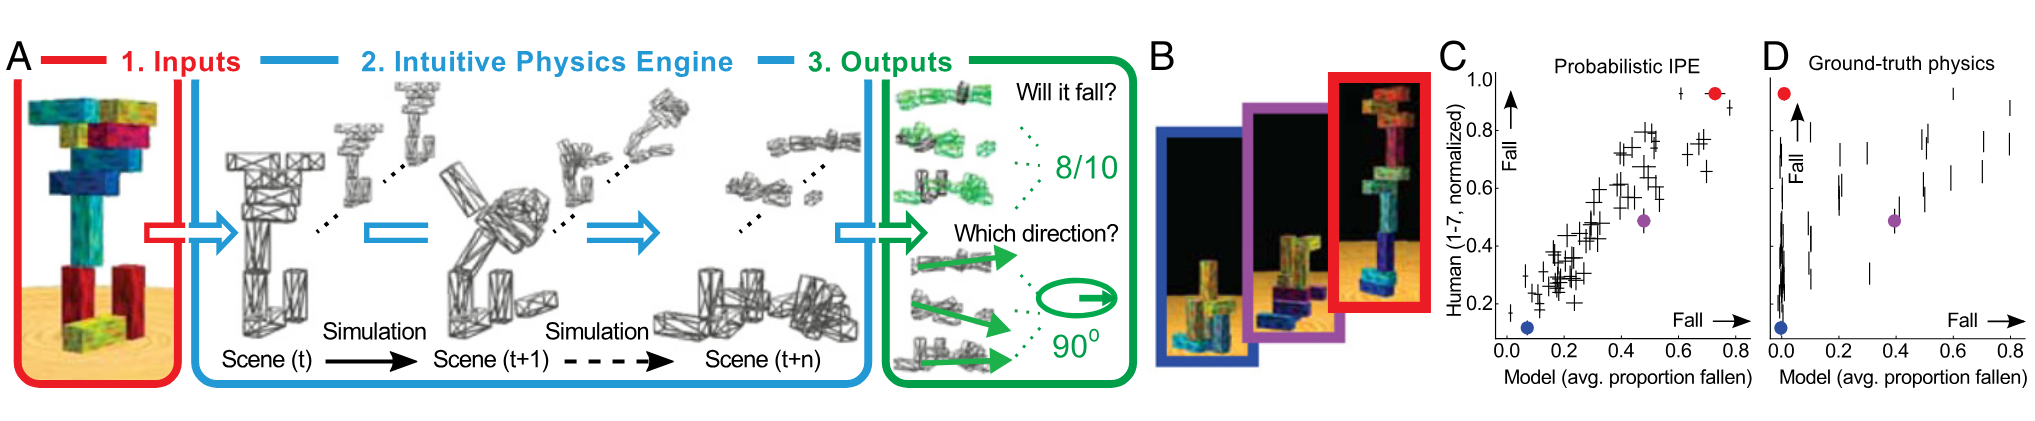 A
1. Inputs
2. Intuitive Physics Engine
3. Outputs
Will it fall?
8/10
Which direction?
90⁰
Simulation
Simulation
Scene (t)
Scene (t+1)
Scene (t+n)
B
C
Probabilistic IPE
Human (1-7, normalized)
1.0
0.8
0.6
0.4
0.2
Fall
Fall
0.0 0.2 0.4 0.6 0.8
Model (avg. proportion fallen)
D
Ground-truth physics
Fall
Fall
0.0 0.2 0.4 0.6 0.8
Model (avg. proportion fallen)